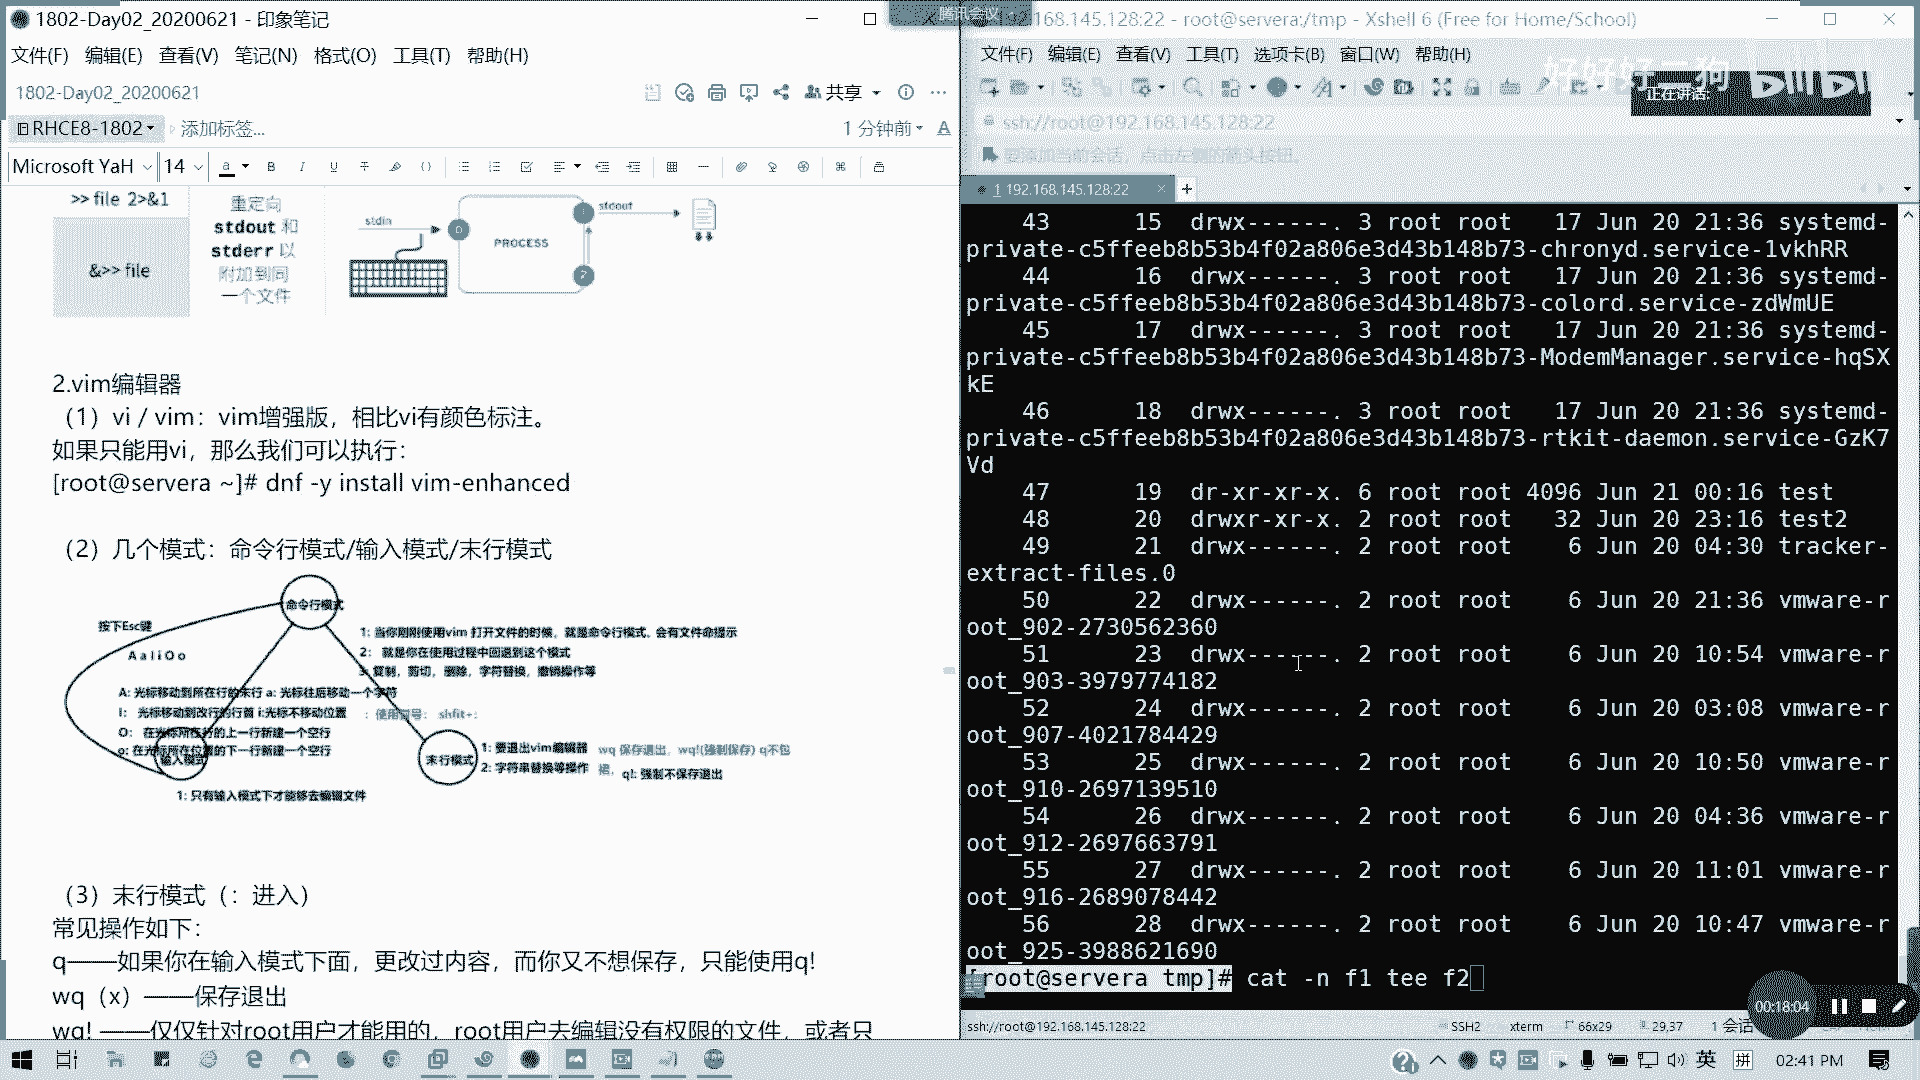 1802-Day02_20200621 - 印象笔记
文件(F) 编辑(E) 查看(V) 笔记(N) 格式(O) 工具(T) 帮助(H)
1802-Day02_20200621
共享
RHCE8-1802
添加标签...
1 分钟前
Microsoft YaH 14
>> file 2>&1
重定向
stdout 和
stderr 以
附加到同
一个文件
&>> file
stdin
PROCESS
stdout
0
2
2.vim编辑器
（1）vi / vim：vim增强版，相比vi有颜色标注。
如果只能用vi，那么我们可以执行：
[root@servera ~]# dnf -y install vim-enhanced
（2）几个模式：命令行模式/输入模式/末行模式
命令行模式
按下Esc键
A a I i O o
1: 当你刚刚使用vim 打开文件的时候，就是命令行模式，会有文件命提示
2: 就是你在使用过程中回退到这个模式
3: 复制，剪切，删除，字符替换，撤销操作等
A: 光标移动到所在行的末行 a: 光标往后移动一个字符
I: 光标移动到改行的行首 i:光标不移动位置
: 使用冒号: shfit+:
O: 在光标所在行的上一行新建一个空行
o: 在光标所在位置的下一行新建一个空行
输入模式
末行模式
1: 要退出vim编辑器 wq 保存退出，wq!(强制保存) q不包
2: 字符串替换等操作
q!: 强制不保存退出
1: 只有输入模式下才能够去编辑文件
（3）末行模式（：进入）
常见操作如下：
q——如果你在输入模式下面，更改过内容，而你又不想保存，只能使用q!
wq（x）——保存退出
wq! ——仅仅针对root用户才能用的，root用户去编辑没有权限的文件，或者只
腾讯会议
192.168.145.128:22 - root@servera:/tmp - Xshell 6 (Free for Home/School)
文件(F) 编辑(E) 查看(V) 工具(T) 选项卡(B) 窗口(W) 帮助(H)
好好好二狗
bilibili
正在讲话:
ssh://root@192.168.145.128:22
要添加当前会话，点击左侧的箭头按钮。
1 192.168.145.128:22
43 15 drwx------. 3 root root 17 Jun 20 21:36 systemd-
private-c5ffeeb8b53b4f02a806e3d43b148b73-chronyd.service-1vkhRR
44 16 drwx------. 3 root root 17 Jun 20 21:36 systemd-
private-c5ffeeb8b53b4f02a806e3d43b148b73-colord.service-zdWmUE
45 17 drwx------. 3 root root 17 Jun 20 21:36 systemd-
private-c5ffeeb8b53b4f02a806e3d43b148b73-ModemManager.service-hqSX
kE
46 18 drwx------. 3 root root 17 Jun 20 21:36 systemd-
private-c5ffeeb8b53b4f02a806e3d43b148b73-rtkit-daemon.service-GzK7
Vd
47 19 dr-xr-xr-x. 6 root root 4096 Jun 21 00:16 test
48 20 drwxr-xr-x. 2 root root 32 Jun 20 23:16 test2
49 21 drwx------. 2 root root 6 Jun 20 04:30 tracker-
extract-files.0
50 22 drwx------. 2 root root 6 Jun 20 21:36 vmware-r
oot_902-2730562360
51 23 drwx------. 2 root root 6 Jun 20 10:54 vmware-r
oot_903-3979774182
52 24 drwx------. 2 root root 6 Jun 20 03:08 vmware-r
oot_907-4021784429
53 25 drwx------. 2 root root 6 Jun 20 10:50 vmware-r
oot_910-2697139510
54 26 drwx------. 2 root root 6 Jun 20 04:36 vmware-r
oot_912-2697663791
55 27 drwx------. 2 root root 6 Jun 20 11:01 vmware-r
oot_916-2689078442
56 28 drwx------. 2 root root 6 Jun 20 10:47 vmware-r
oot_925-3988621690
[root@servera tmp]# cat -n f1 tee f2
00:18:04
ssh://root@192.168.145.128:22 SSH2 xterm 66x29 29,37 1 会话
英 拼 02:41 PM